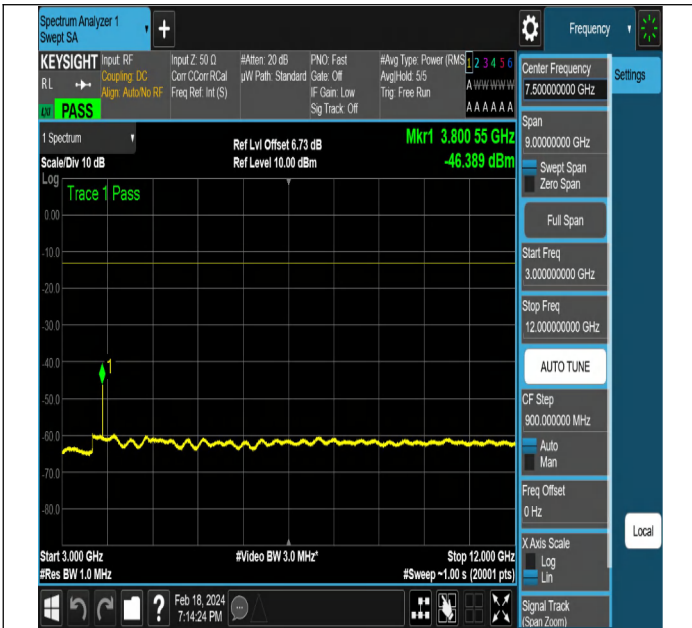 Spectrum Analyzer 1
Swept SA
Frequency
KEYSIGHT
Input: RF
Coupling: DC
Align: Auto/No RF
Input Z: 50 Ω
Corr CCorr RCal
Freq Ref: Int (S)
#Atten: 20 dB
µW Path: Standard
PNO: Fast
Gate: Off
IF Gain: Low
Sig Track: Off
#Avg Type: Power (RMS
Avg|Hold: 5/5
Trig: Free Run
1 2 3 4 5 6
A W W W W W
A A A A A A
R L
LXI
PASS
1 Spectrum
Scale/Div 10 dB
Log
Ref Lvl Offset 6.73 dB
Ref Level 10.00 dBm
Mkr1 3.800 55 GHz
-46.389 dBm
Trace 1 Pass
0.00
-10.0
-20.0
-30.0
-40.0
-50.0
-60.0
-70.0
-80.0
1
Start 3.000 GHz
#Res BW 1.0 MHz
#Video BW 3.0 MHz*
Stop 12.000 GHz
#Sweep ~1.00 s (20001 pts)
Feb 18, 2024
7:14:24 PM
Center Frequency
7.500000000 GHz
Span
9.00000000 GHz
Swept Span
Zero Span
Full Span
Start Freq
3.000000000 GHz
Stop Freq
12.000000000 GHz
AUTO TUNE
CF Step
900.000000 MHz
Auto
Man
Freq Offset
0 Hz
X Axis Scale
Log
Lin
Signal Track
(Span Zoom)
Settings
Local